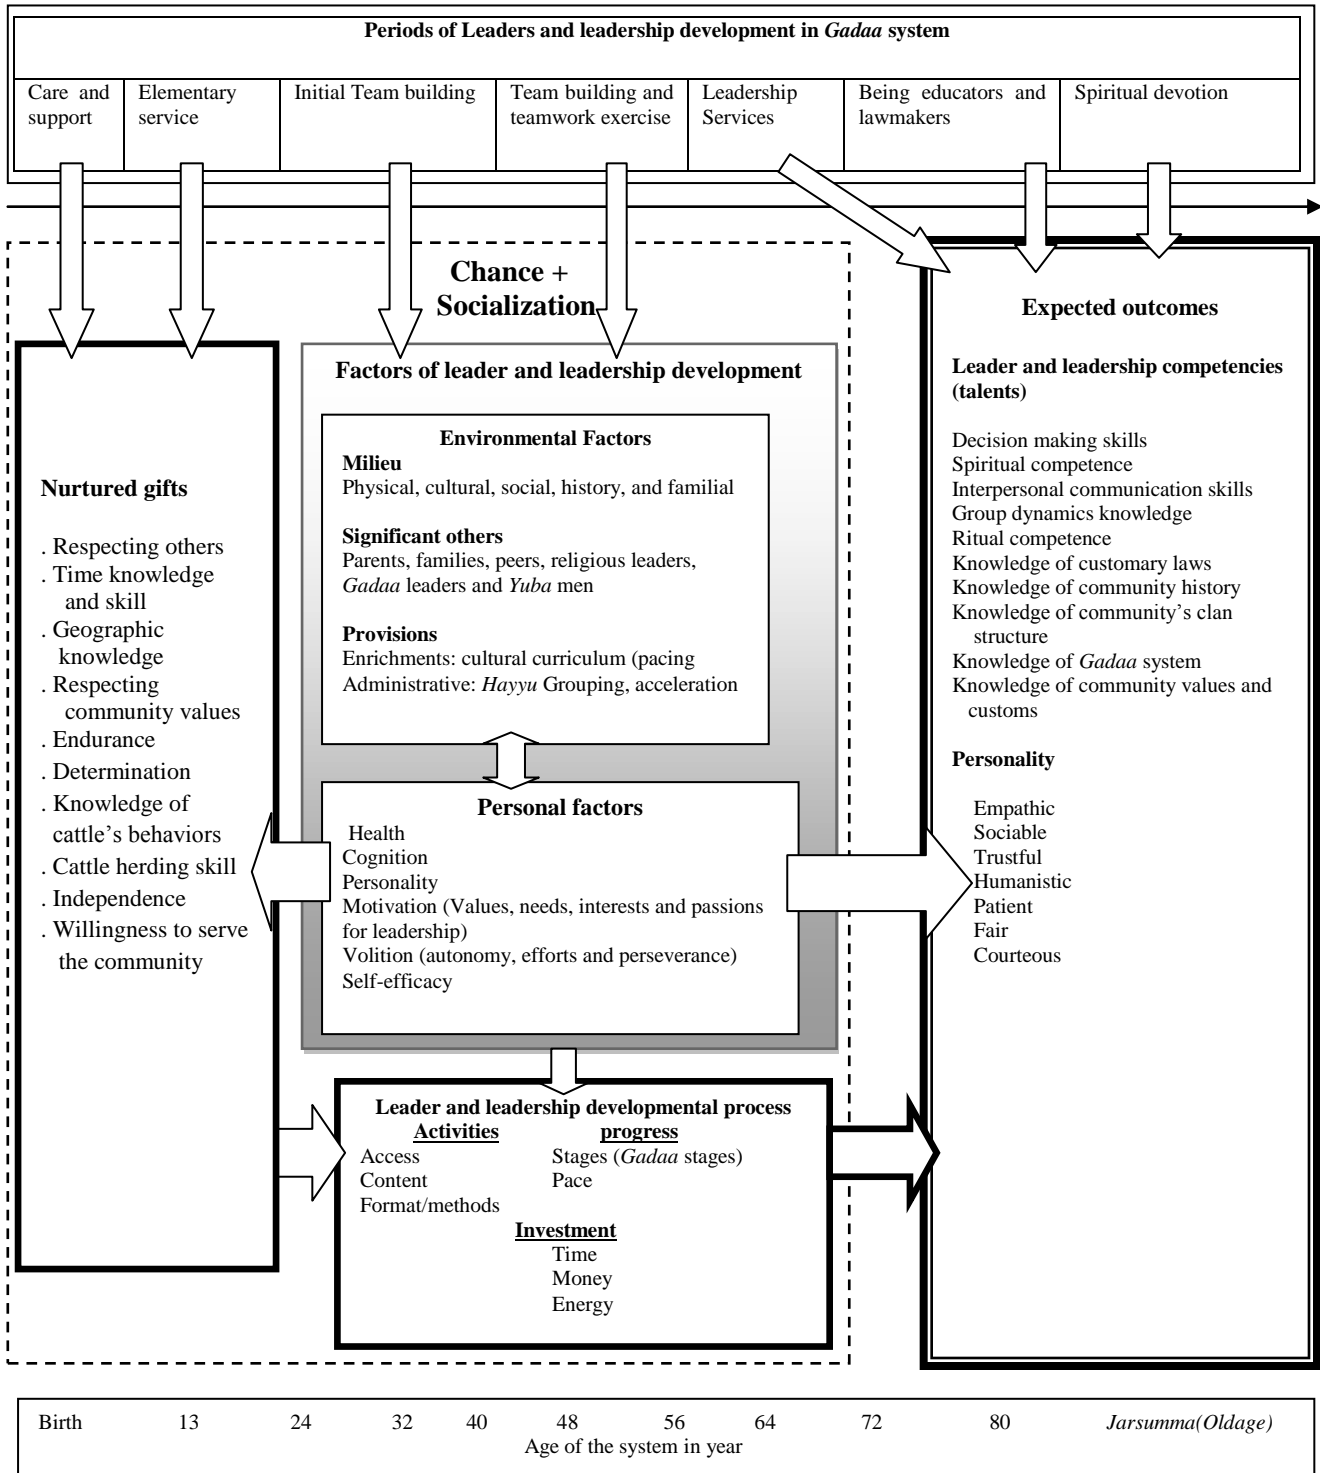 Periods of Leaders and leadership development in Gadaa system
Care and
support
Elementary
service
Initial Team building
Team building and
teamwork exercise
Leadership
Services
Being educators and
lawmakers
Spiritual devotion
Chance +
Socialization
Nurtured gifts
. Respecting others
. Time knowledge
and skill
. Geographic
knowledge
. Respecting
community values
. Endurance
. Determination
. Knowledge of
cattle's behaviors
. Cattle herding skill
. Independence
. Willingness to serve
the community
Factors of leader and leadership development
Environmental Factors
Milieu
Physical, cultural, social, history, and familial
Significant others
Parents, families, peers, religious leaders,
Gadaa leaders and Yuba men
Provisions
Enrichments: cultural curriculum (pacing
Administrative: Hayyu Grouping, acceleration
Personal factors
Health
Cognition
Personality
Motivation (Values, needs, interests and passions
for leadership)
Volition (autonomy, efforts and perseverance)
Self-efficacy
Leader and leadership developmental process
Activities
Access
Content
Format/methods
progress
Stages (Gadaa stages)
Pace
Investment
Time
Money
Energy
Expected outcomes
Leader and leadership competencies
(talents)
Decision making skills
Spiritual competence
Interpersonal communication skills
Group dynamics knowledge
Ritual competence
Knowledge of customary laws
Knowledge of community history
Knowledge of community's clan
structure
Knowledge of Gadaa system
Knowledge of community values and
customs
Personality
Empathic
Sociable
Trustful
Humanistic
Patient
Fair
Courteous
Birth 13 24 32 40 48 56 64 72 80 Jarsumma(Oldage)
Age of the system in year